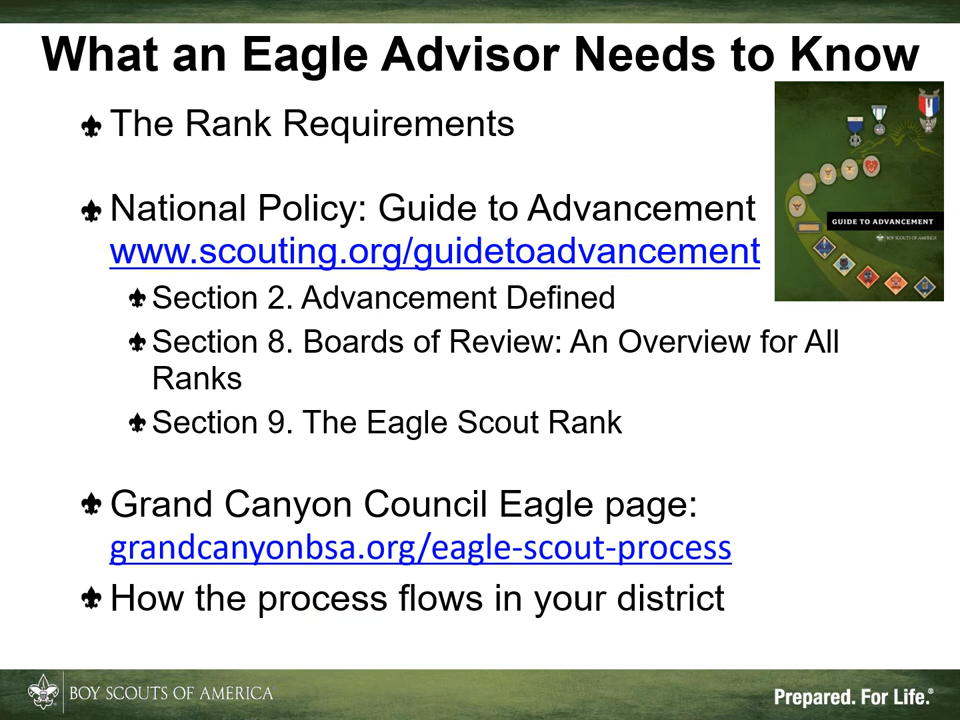 What an Eagle Advisor Needs to Know
The Rank Requirements
National Policy: Guide to Advancement
www.scouting.org/guidetoadvancement
Section 2. Advancement Defined
Section 8. Boards of Review: An Overview for All
Ranks
Section 9. The Eagle Scout Rank
Grand Canyon Council Eagle page:
grandcanyonbsa.org/eagle-scout-process
How the process flows in your district
GUIDE TO ADVANCEMENT
BOY SCOUTS OF AMERICA
BOY SCOUTS OF AMERICA
Prepared. For Life.®